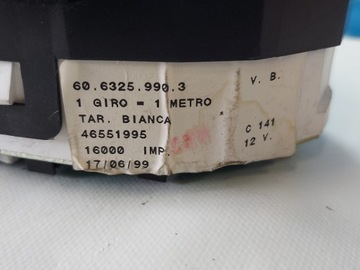 60.6325.990.3 V. B.
1 GIRO = 1 METRO
TAR. BIANCA
46551995 C 141
16000 IMP. 12 V.
17/06/99